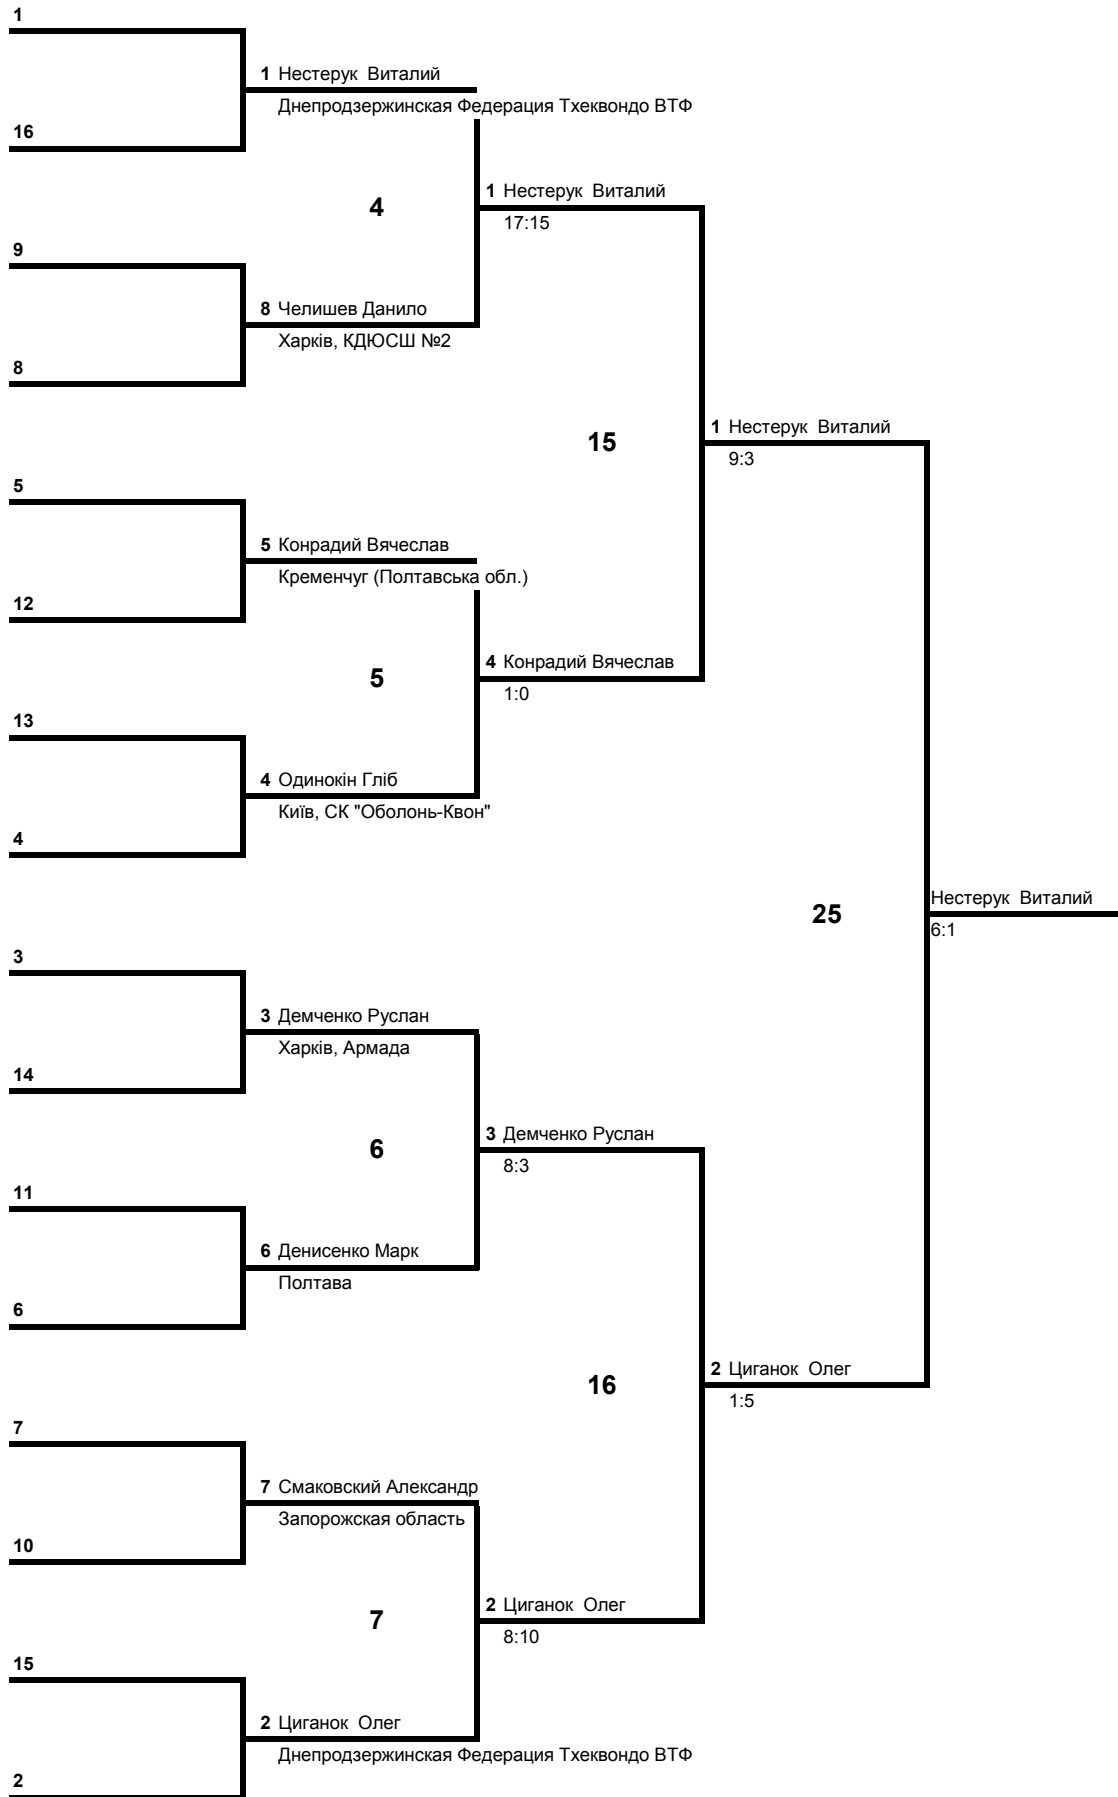 1
1 Нестерук Виталий
Днепродзержинская Федерация Тхеквондо ВТФ
16
1 Нестерук Виталий
4
17:15
9
8 Челишев Данило
Харків, КДЮСШ №2
8
1 Нестерук Виталий
15
9:3
5
5 Конрадий Вячеслав
Кременчуг (Полтавська обл.)
12
4 Конрадий Вячеслав
5
1:0
13
4 Одинокін Гліб
Київ, СК "Оболонь-Квон"
4
Нестерук Виталий
25
6:1
3
3 Демченко Руслан
Харків, Армада
14
3 Демченко Руслан
6
8:3
11
6 Денисенко Марк
Полтава
6
2 Циганок Олег
16
1:5
7
7 Смаковский Александр
Запорожская область
10
2 Циганок Олег
7
8:10
15
2 Циганок Олег
Днепродзержинская Федерация Тхеквондо ВТФ
2